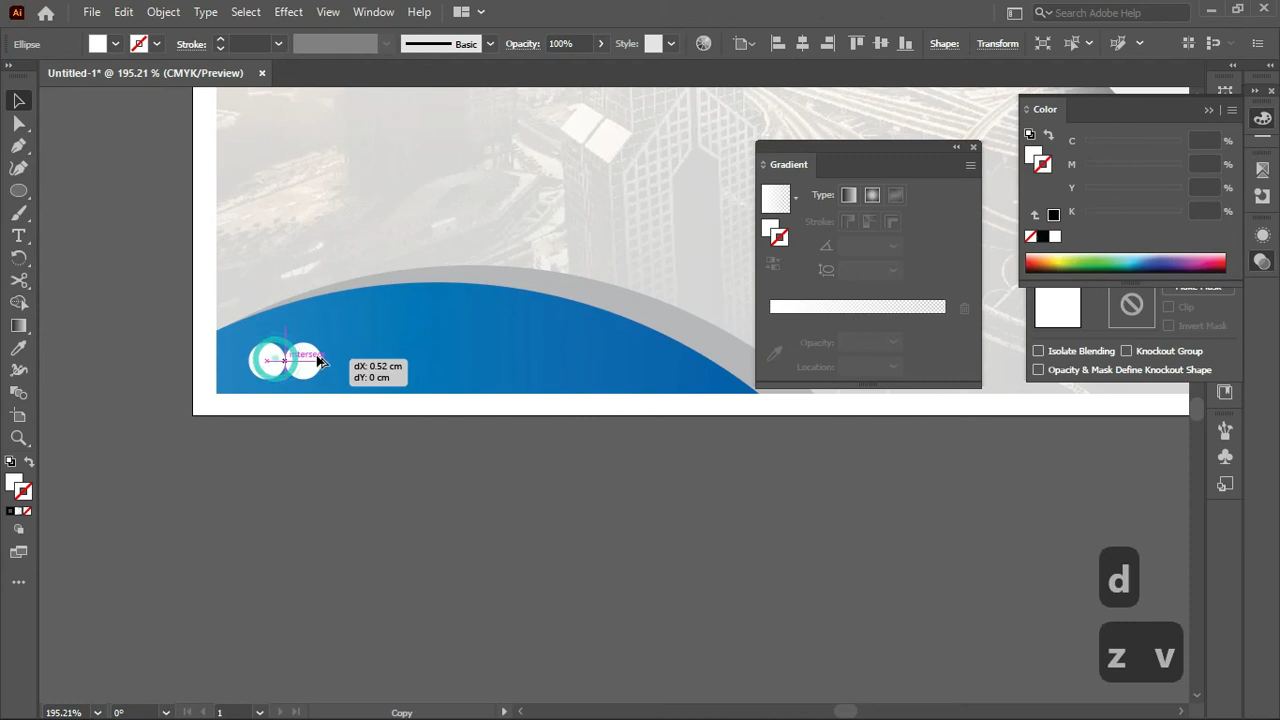 Ai File Edit Object Type Select Effect View Window Help Search Adobe Help
Ellipse Stroke: Basic Opacity: 100% Style: Shape: Transform
Untitled-1* @ 195.21 % (CMYK/Preview)
Color
C %
M %
Y %
K %
Gradient
Type:
Stroke:
Opacity:
Location:
Make Mask
Clip
Invert Mask
Isolate Blending Knockout Group
Opacity & Mask Define Knockout Shape
dX: 0.52 cm
dY: 0 cm
d
z v
195.21% 0° 1 Copy